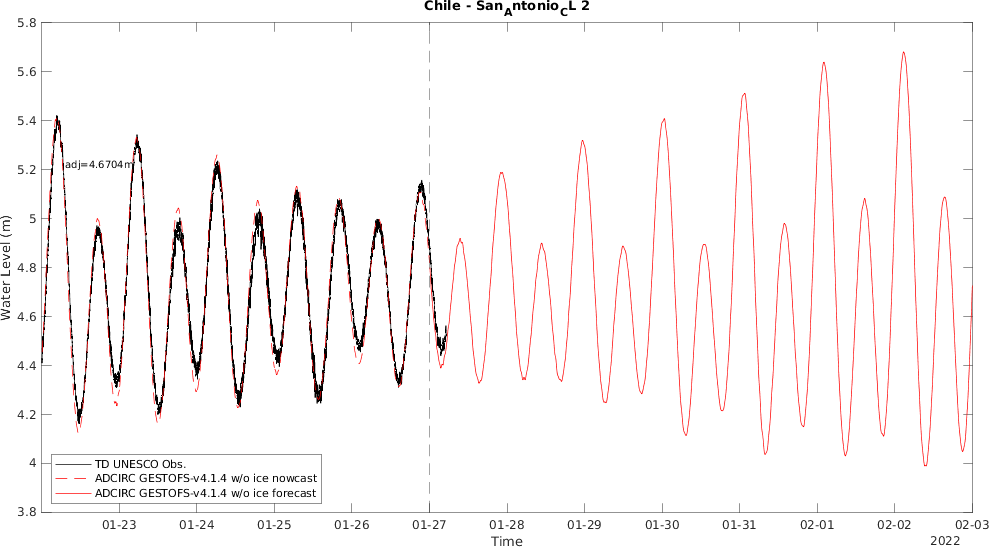 Chile - SanAntonioCL 2
5.8
5.6
5.4
5.2
5
4.8
4.6
4.4
4.2
4
3.8
Water Level (m)
adj=4.6704m
TD UNESCO Obs.
ADCIRC GESTOFS-v4.1.4 w/o ice nowcast
ADCIRC GESTOFS-v4.1.4 w/o ice forecast
01-23 01-24 01-25 01-26 01-27 01-28 01-29 01-30 01-31 02-01 02-02 02-03
Time
2022